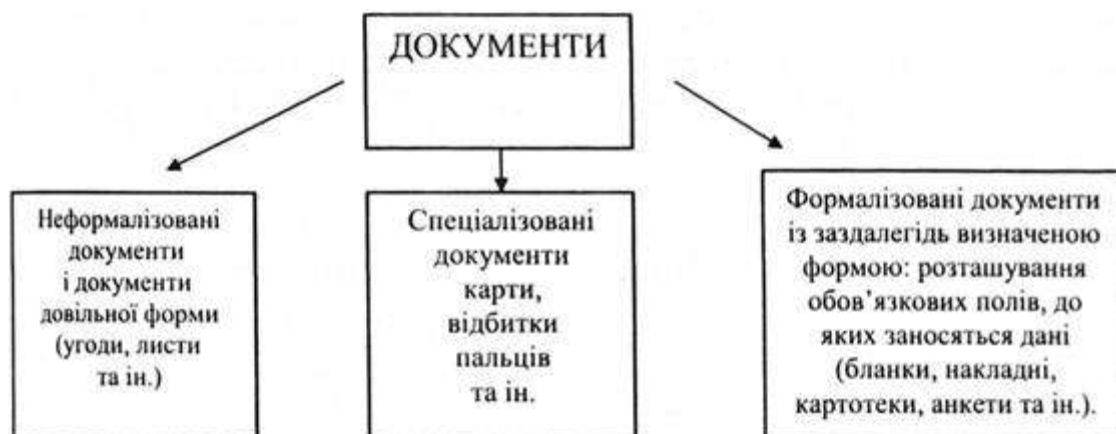 ДОКУМЕНТИ
Неформалізовані
документи
і документи
довільної форми
(угоди, листи
та ін.)
Спеціалізовані
документи
карти,
відбитки
пальців
та ін.
Формалізовані документи
із заздалегідь визначеною
формою: розташування
обов’язкових полів, до
яких заносяться дані
(бланки, накладні,
картотеки, анкети та ін.).